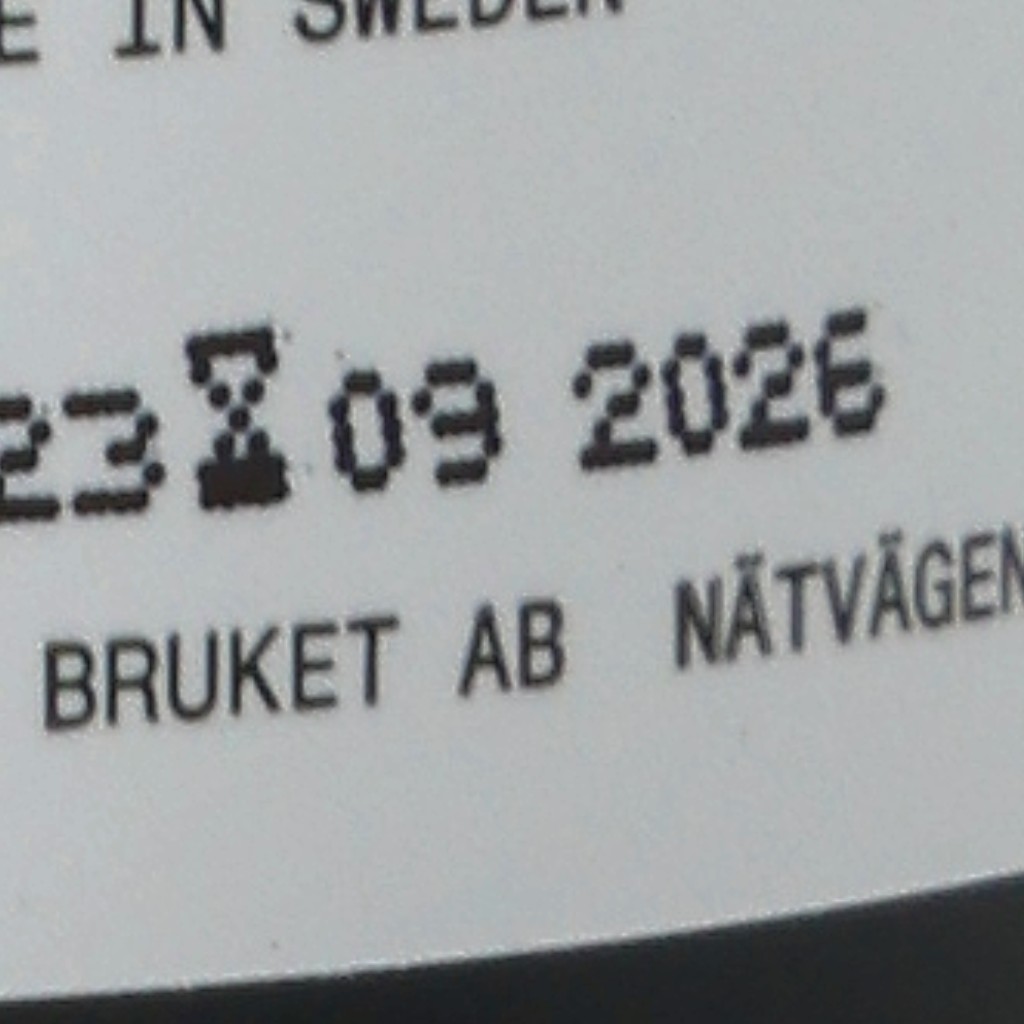 IN SWEDEN
23⌛09 2026
BRUKET AB NÄTVÄGEN